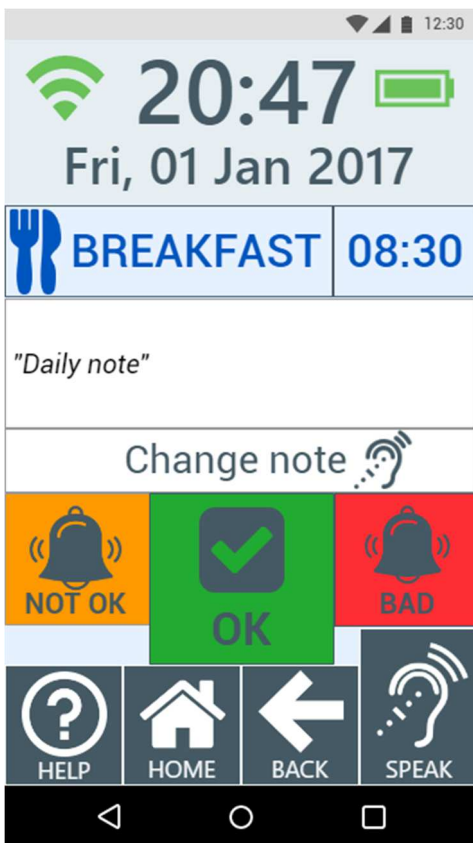 12:30
20:47
Fri, 01 Jan 2017
BREAKFAST 08:30
"Daily note"
Change note
NOT OK OK BAD
HELP HOME BACK SPEAK